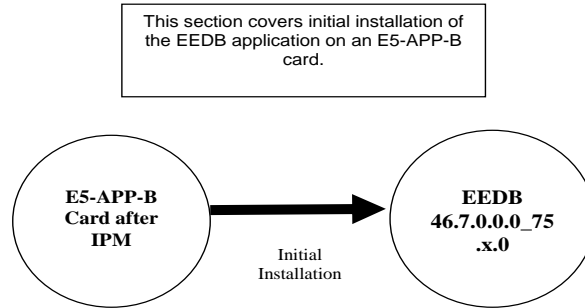 This section covers initial installation of
the EEDB application on an E5-APP-B
card.
E5-APP-B
Card after
IPM
Initial
Installation
EEDB
46.7.0.0.0_75
.x.0